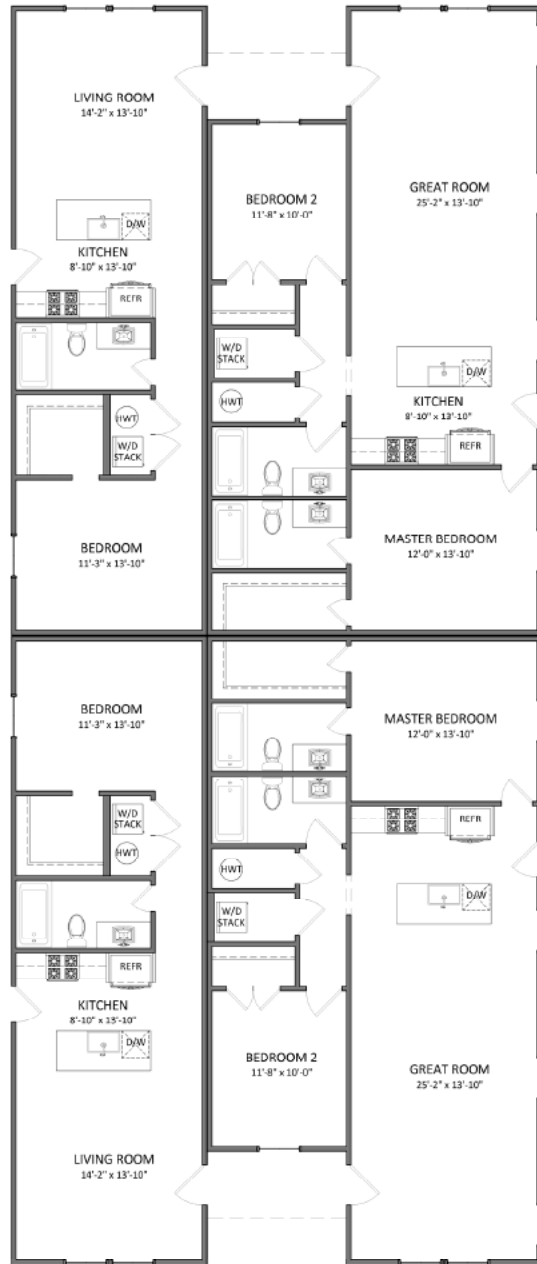 LIVING ROOM
14'-2" x 13'-10"
GREAT ROOM
25'-2" x 13'-10"
BEDROOM 2
11'-8" x 10'-0"
D/W
KITCHEN
8'-10" x 13'-10"
REFR
W/D
STACK
HWT
D/W
KITCHEN
8'-10" x 13'-10"
REFR
HWT
W/D
STACK
BEDROOM
11'-3" x 13'-10"
MASTER BEDROOM
12'-0" x 13'-10"
BEDROOM
11'-3" x 13'-10"
MASTER BEDROOM
12'-0" x 13'-10"
W/D
STACK
HWT
REFR
HWT
D/W
W/D
STACK
REFR
KITCHEN
8'-10" x 13'-10"
D/W
BEDROOM 2
11'-8" x 10'-0"
GREAT ROOM
25'-2" x 13'-10"
LIVING ROOM
14'-2" x 13'-10"